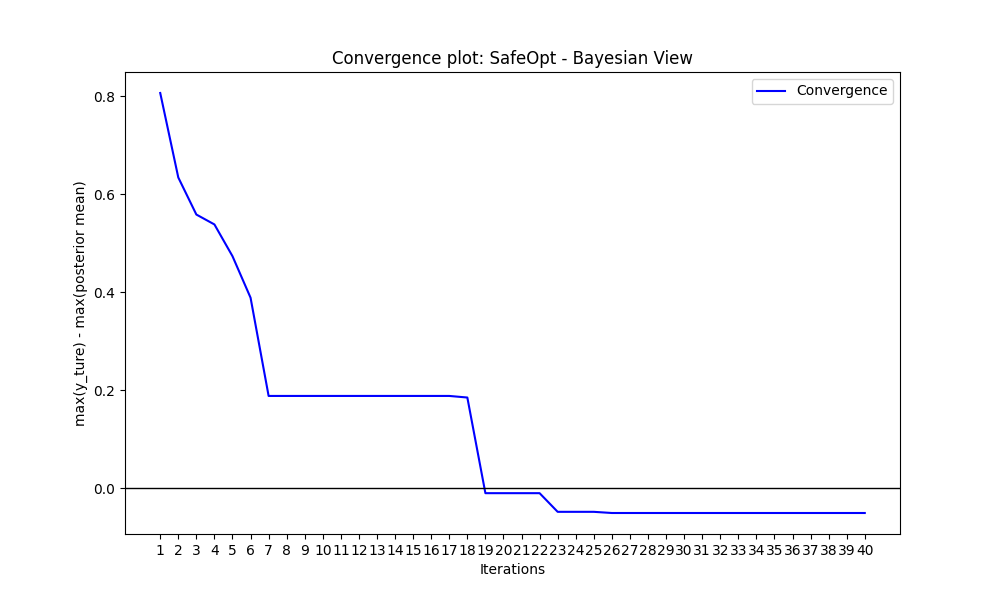 Convergence plot: SafeOpt - Bayesian View
Convergence
max(y_ture) - max(posterior mean)
0.8
0.6
0.4
0.2
0.0
1 2 3 4 5 6 7 8 9 10 11 12 13 14 15 16 17 18 19 20 21 22 23 24 25 26 27 28 29 30 31 32 33 34 35 36 37 38 39 40
Iterations